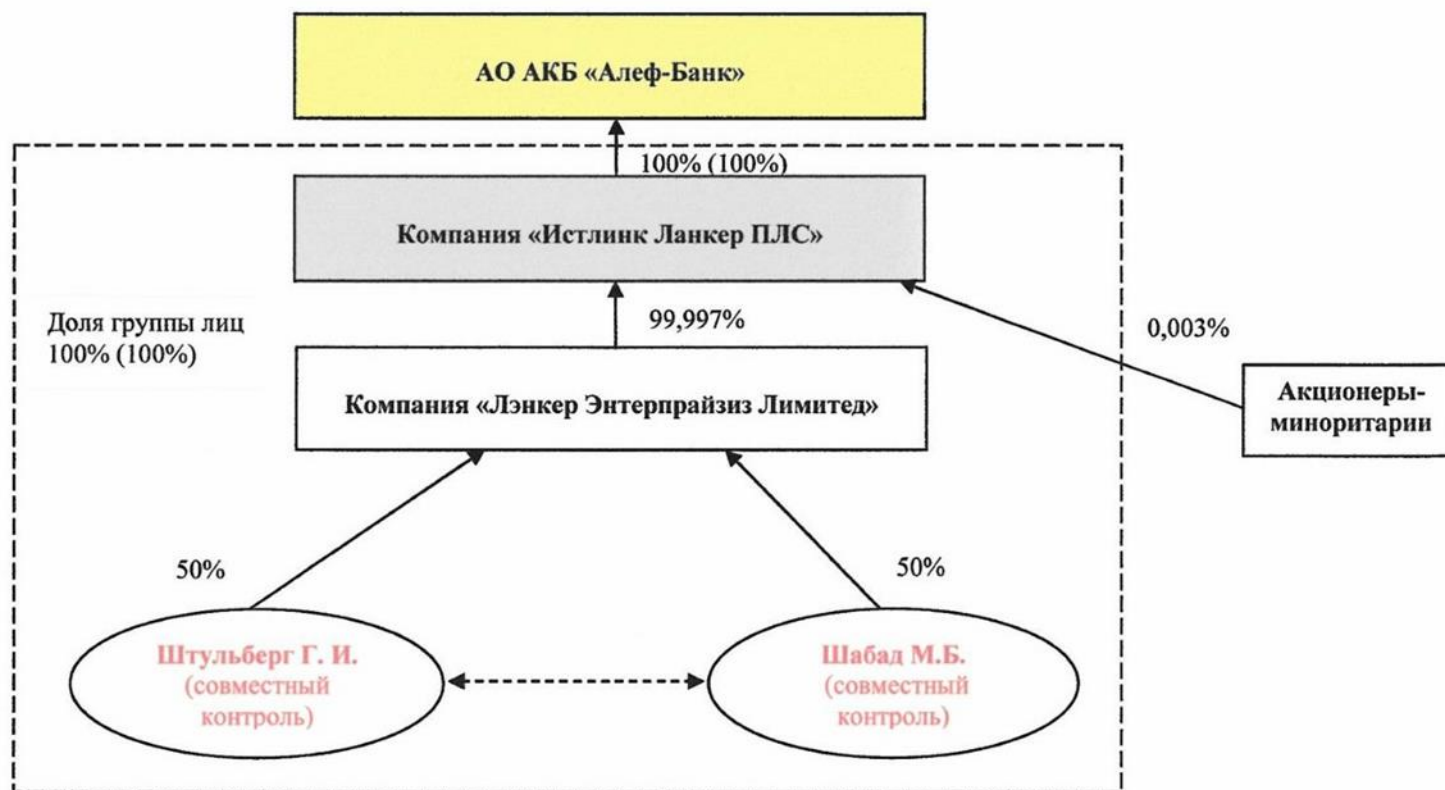 АО АКБ «Алеф-Банк»
100% (100%)
Компания «Истлинк Ланкер ПЛС»
Доля группы лиц
100% (100%)
99,997%
0,003%
Компания «Лэнкер Энтерпрайзиз Лимитед»
Акционеры-
миноритарии
50%
50%
Штульберг Г. И.
(совместный
контроль)
Шабад М.Б.
(совместный
контроль)